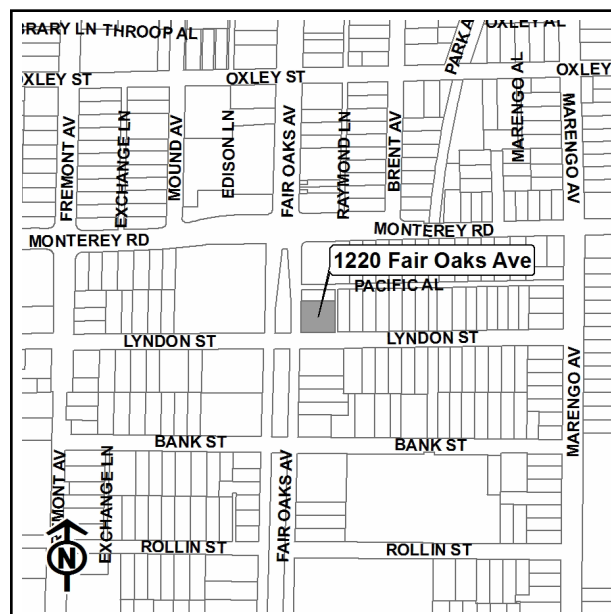 BRARY LN THROOP AL
OXLEY AL
OXLEY ST
OXLEY ST
OXLEY
PARK A
MARENGO AL
MARENGO AV
FREMONT AV
EXCHANGE LN
MOUND AV
EDISON LN
FAIR OAKS AV
RAYMOND LN
BRENT AV
MONTEREY RD
MONTEREY RD
1220 Fair Oaks Ave
PACIFIC AL
LYNDON ST
LYNDON ST
MARENGO AV
BANK ST
BANK ST
MONT AV
EXCHANGE LN
FAIR OAKS AV
N
ROLLIN ST
ROLLIN ST